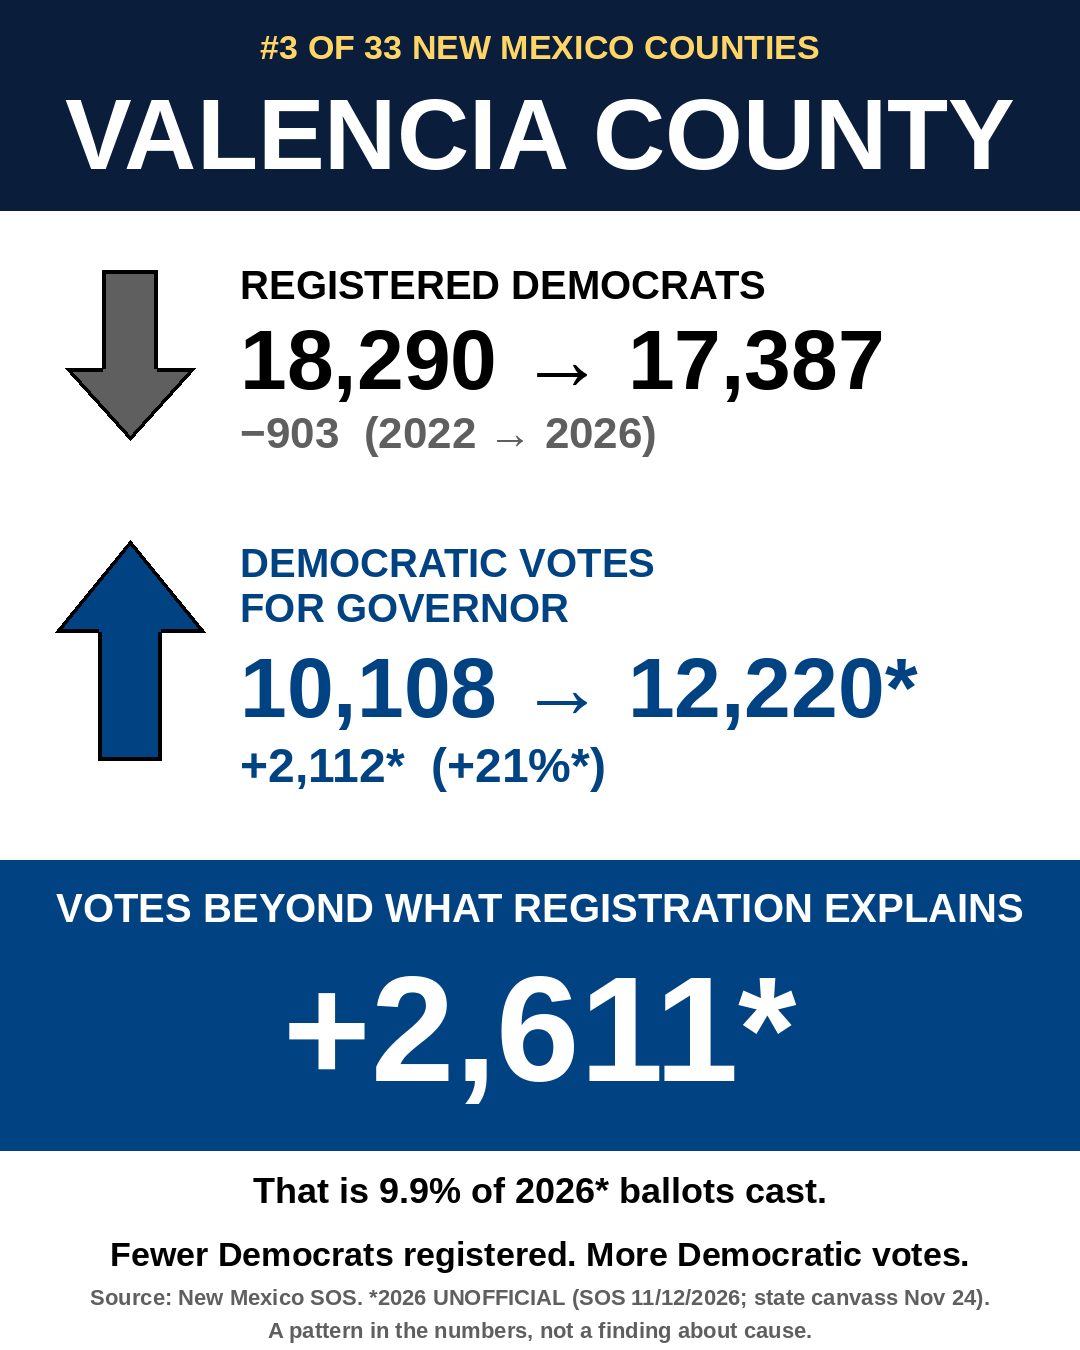 #3 OF 33 NEW MEXICO COUNTIES
VALENCIA COUNTY
REGISTERED DEMOCRATS
18,290 → 17,387
−903 (2022 → 2026)
DEMOCRATIC VOTES
FOR GOVERNOR
10,108 → 12,220*
+2,112* (+21%*)
VOTES BEYOND WHAT REGISTRATION EXPLAINS
+2,611*
That is 9.9% of 2026* ballots cast.
Fewer Democrats registered. More Democratic votes.
Source: New Mexico SOS. *2026 UNOFFICIAL (SOS 11/12/2026; state canvass Nov 24).
A pattern in the numbers, not a finding about cause.